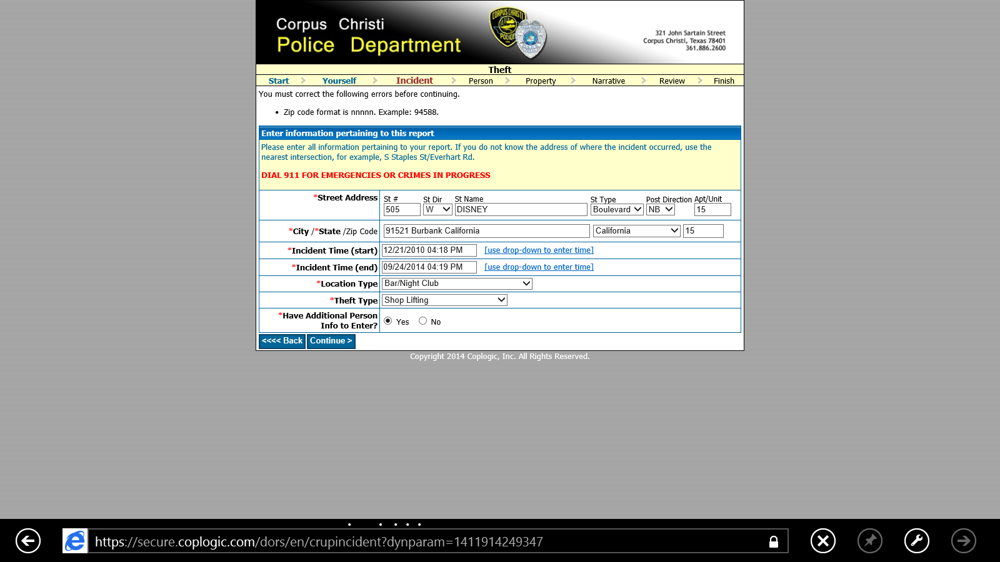 Corpus Christi
Police Department
CORPUS CHRISTI
POLICE
321 John Sartain Street
Corpus Christi, Texas 78401
361.886.2600
Theft
Start Yourself Incident Person Property Narrative Review Finish
You must correct the following errors before continuing.
• Zip code format is nnnnn. Example: 94588.
Enter information pertaining to this report
Please enter all information pertaining to your report. If you do not know the address of where the incident occurred, use the
nearest intersection, for example, S Staples St/Everhart Rd.
DIAL 911 FOR EMERGENCIES OR CRIMES IN PROGRESS
St # St Dir St Name St Type Post Direction Apt/Unit
*Street Address 505 W DISNEY Boulevard NB 15
*City /*State /Zip Code 91521 Burbank California California 15
*Incident Time (start) 12/21/2010 04:18 PM [use drop-down to enter time]
*Incident Time (end) 09/24/2014 04:19 PM [use drop-down to enter time]
*Location Type Bar/Night Club
*Theft Type Shop Lifting
*Have Additional Person
Info to Enter? Yes No
<<<< Back Continue >
Copyright 2014 Coplogic, Inc. All Rights Reserved.
https://secure.coplogic.com/dors/en/crupincident?dynparam=1411914249347